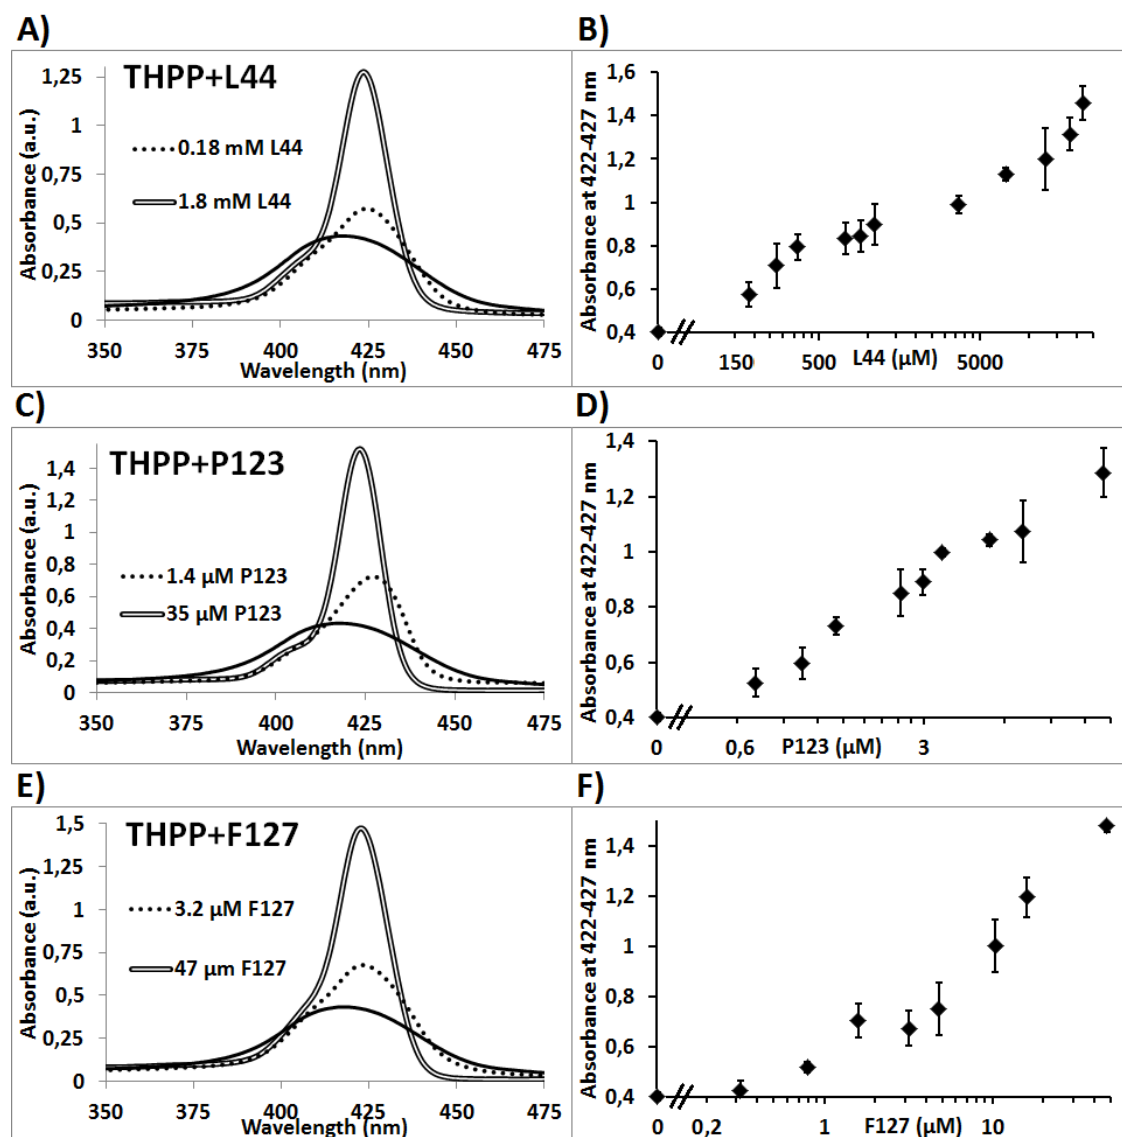 A)
THPP+L44
0.18 mM L44
1.8 mM L44
Absorbance (a.u.)
1,25
1
0,75
0,5
0,25
0
350 375 400 425 450 475
Wavelength (nm)
B)
Absorbance at 422-427 nm
1,6
1,4
1,2
1
0,8
0,6
0,4
0 150 500 L44 (µM) 5000
C)
THPP+P123
1.4 µM P123
35 µM P123
Absorbance (a.u.)
1,4
1,2
1
0,8
0,6
0,4
0,2
0
350 375 400 425 450 475
Wavelength (nm)
D)
Absorbance at 422-427 nm
1,4
1,2
1
0,8
0,6
0,4
0 0,6 P123 (µM) 3
E)
THPP+F127
3.2 µM F127
47 µm F127
Absorbance (a.u.)
1,5
1,25
1
0,75
0,5
0,25
0
350 375 400 425 450 475
Wavelength (nm)
F)
Absorbance at 422-427 nm
1,4
1,2
1
0,8
0,6
0,4
0 0,2 1 F127 (µM) 10